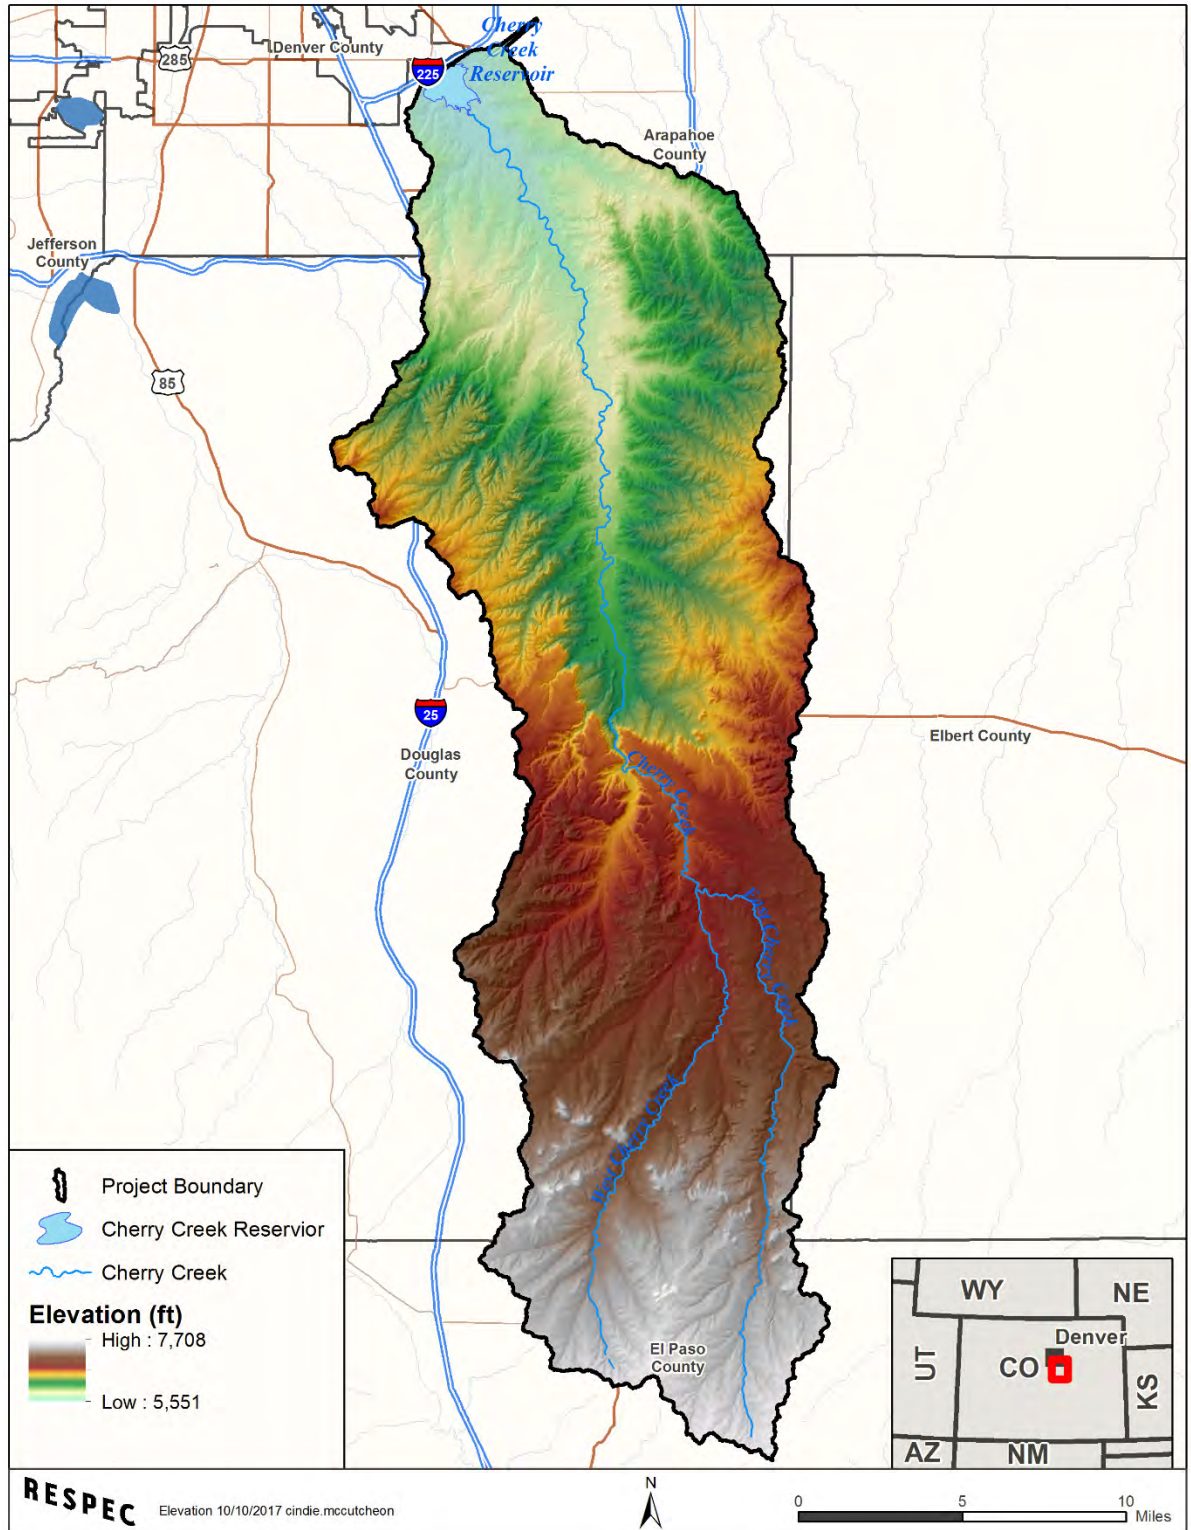 Cherry
Creek
Reservoir
Denver County
285
225
Arapahoe
County
Jefferson
County
85
25
Douglas
County
Elbert County
Cherry Creek
East Cherry Creek
West Cherry Creek
El Paso
County
Project Boundary
Cherry Creek Reservior
Cherry Creek
Elevation (ft)
High : 7,708
Low : 5,551
WY
NE
Denver
UT
CO
KS
AZ
NM
RESPEC
Elevation 10/10/2017 cindie.mccutcheon
N
0 5 10
Miles